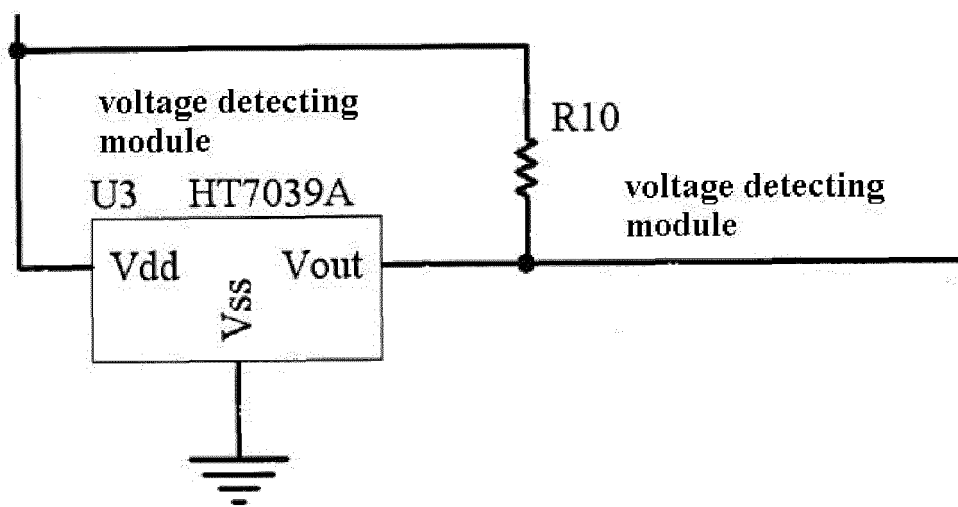 voltage detecting
module
R10
U3 HT7039A
voltage detecting
module
Vdd
Vout
Vss